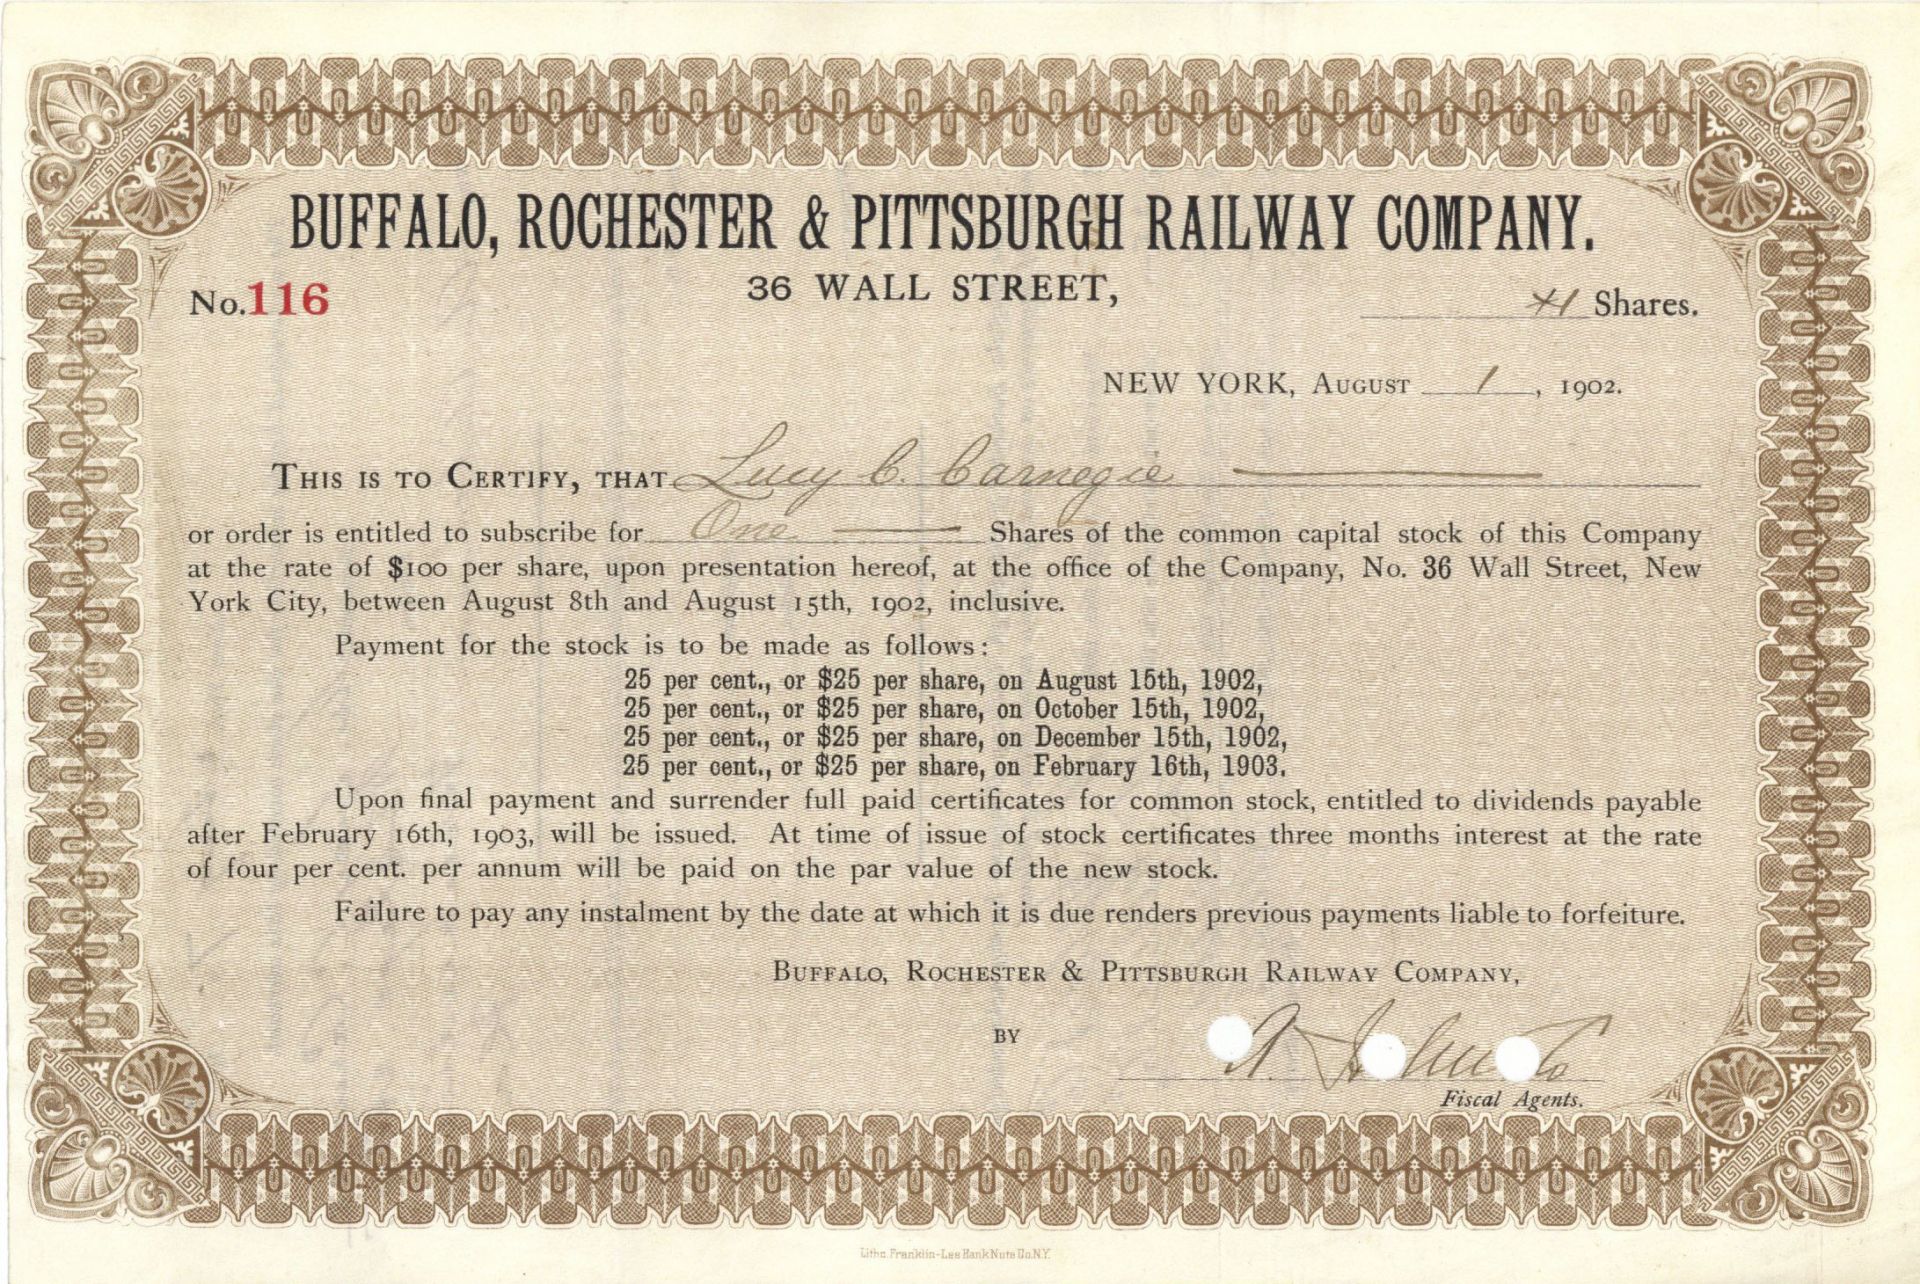 BUFFALO, ROCHESTER & PITTSBURGH RAILWAY COMPANY.
36 WALL STREET,
No. 116
1 Shares.
NEW YORK, AUGUST 1, 1902.
THIS IS TO CERTIFY, THAT Lucy C. Carnegie
or order is entitled to subscribe for One Shares of the common capital stock of this Company
at the rate of $100 per share, upon presentation hereof, at the office of the Company, No. 36 Wall Street, New
York City, between August 8th and August 15th, 1902, inclusive.
Payment for the stock is to be made as follows:
25 per cent., or $25 per share, on August 15th, 1902,
25 per cent., or $25 per share, on October 15th, 1902,
25 per cent., or $25 per share, on December 15th, 1902,
25 per cent., or $25 per share, on February 16th, 1903.
Upon final payment and surrender full paid certificates for common stock, entitled to dividends payable
after February 16th, 1903, will be issued. At time of issue of stock certificates three months interest at the rate
of four per cent. per annum will be paid on the par value of the new stock.
Failure to pay any instalment by the date at which it is due renders previous payments liable to forfeiture.
BUFFALO, ROCHESTER & PITTSBURGH RAILWAY COMPANY,
BY
Fiscal Agents.
Litho. Franklin-Lee Bank Note Co. N.Y.